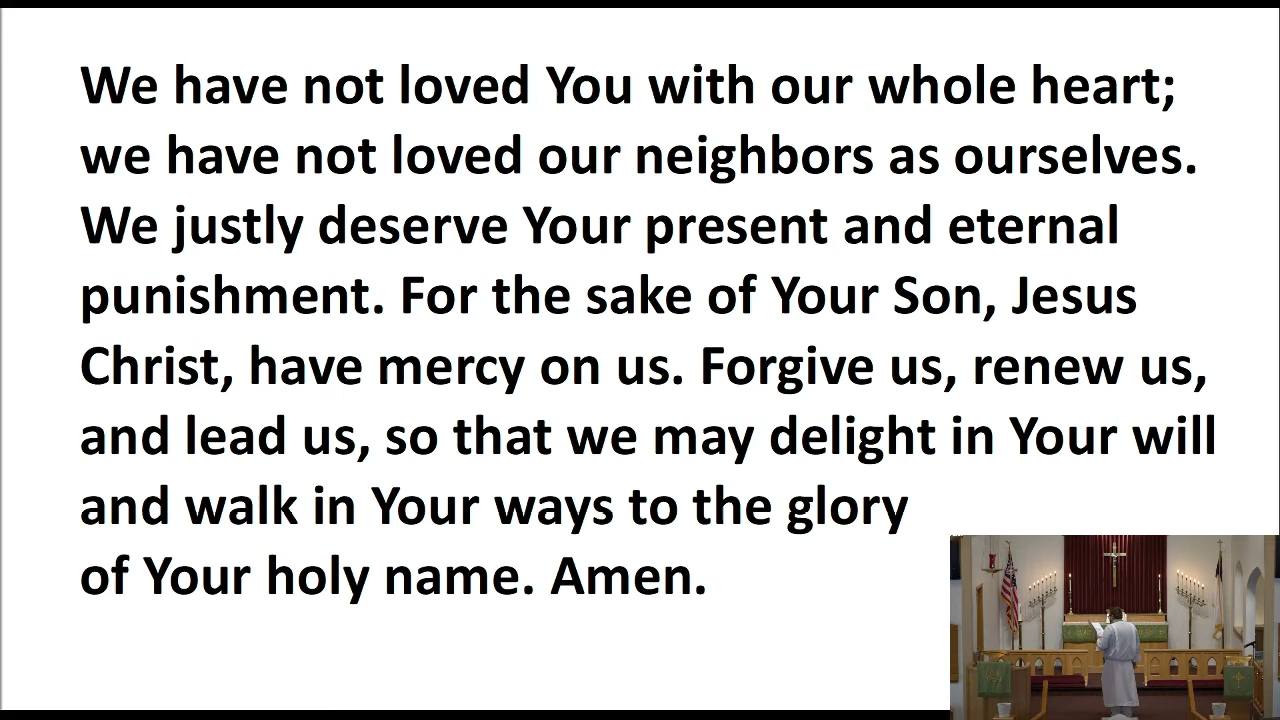 We have not loved You with our whole heart;
we have not loved our neighbors as ourselves.
We justly deserve Your present and eternal
punishment. For the sake of Your Son, Jesus
Christ, have mercy on us. Forgive us, renew us,
and lead us, so that we may delight in Your will
and walk in Your ways to the glory
of Your holy name. Amen.